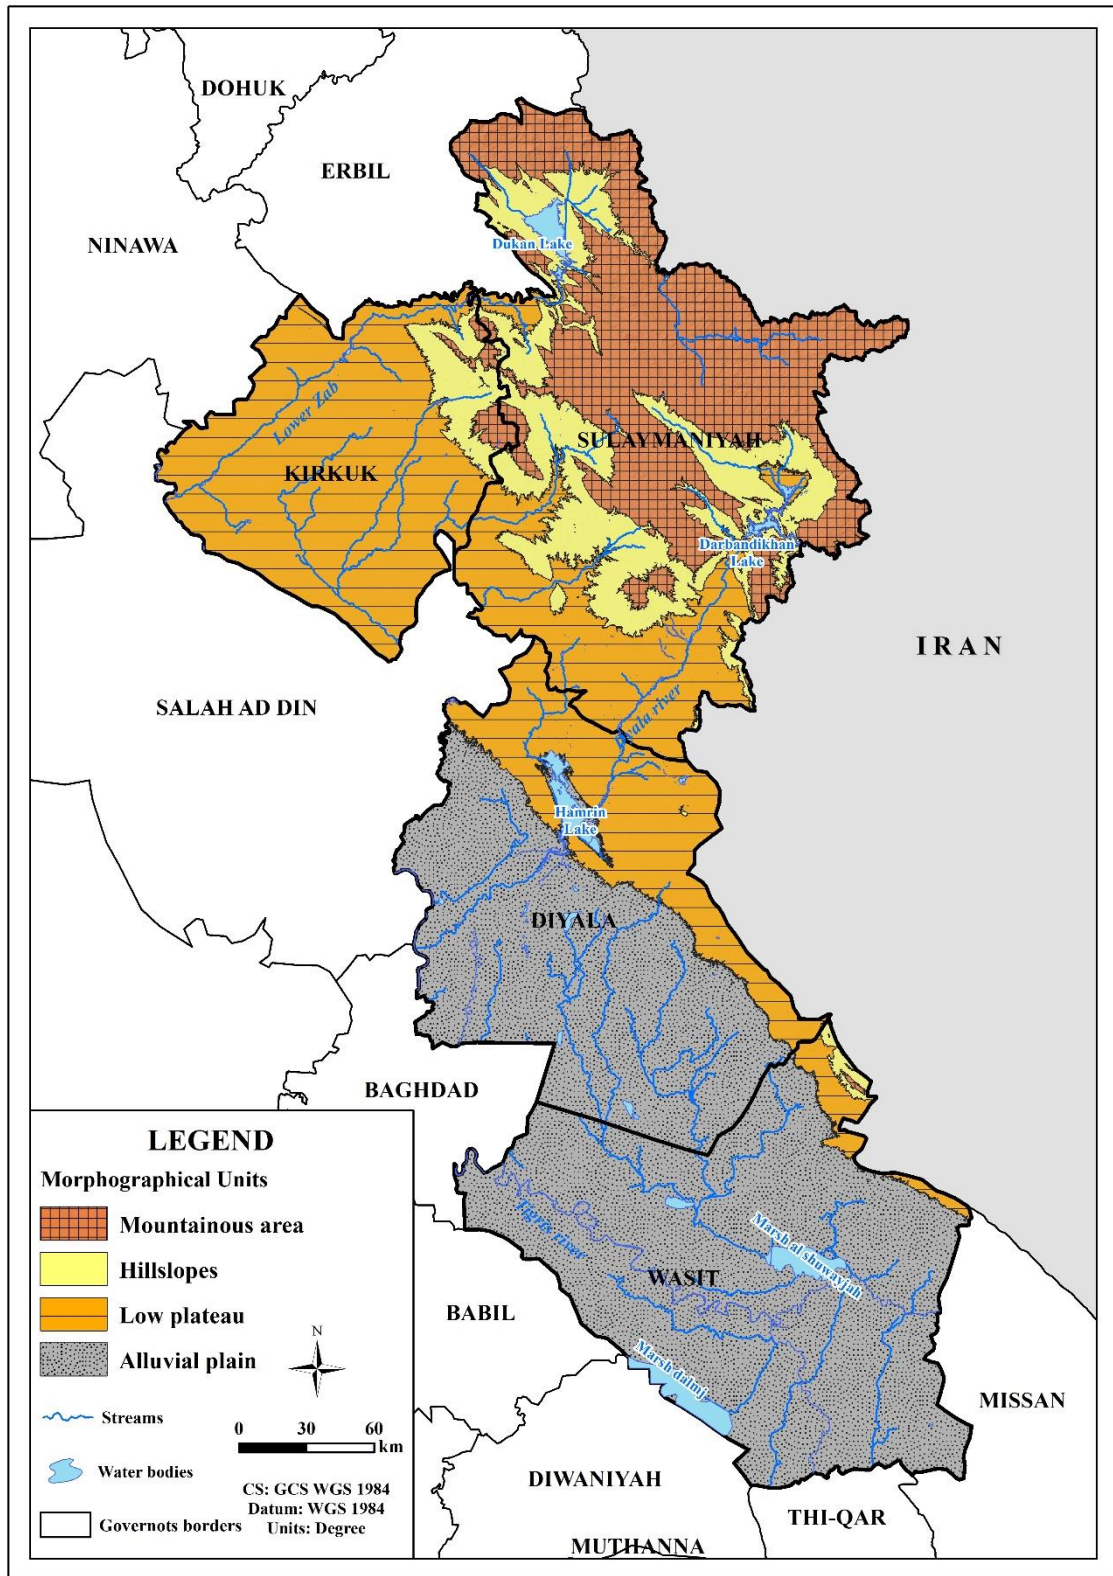 DOHUK
ERBIL
NINAWA
Dukan Lake
Lower Zab
SULAYMANIYAH
KIRKUK
Darbandikhan
Lake
IRAN
SALAH AD DIN
river
Hamrin
Lake
DIYALA
BAGHDAD
Tigris river
Marsh al shuwayjah
WASIT
BABIL
Marsh dalmj
MISSAN
DIWANIYAH
THI-QAR
MUTHANNA
LEGEND
Morphographical Units
Mountainous area
Hillslopes
Low plateau
Alluvial plain
N
Streams
0 30 60
km
Water bodies
CS: GCS WGS 1984
Datum: WGS 1984
Units: Degree
Governots borders